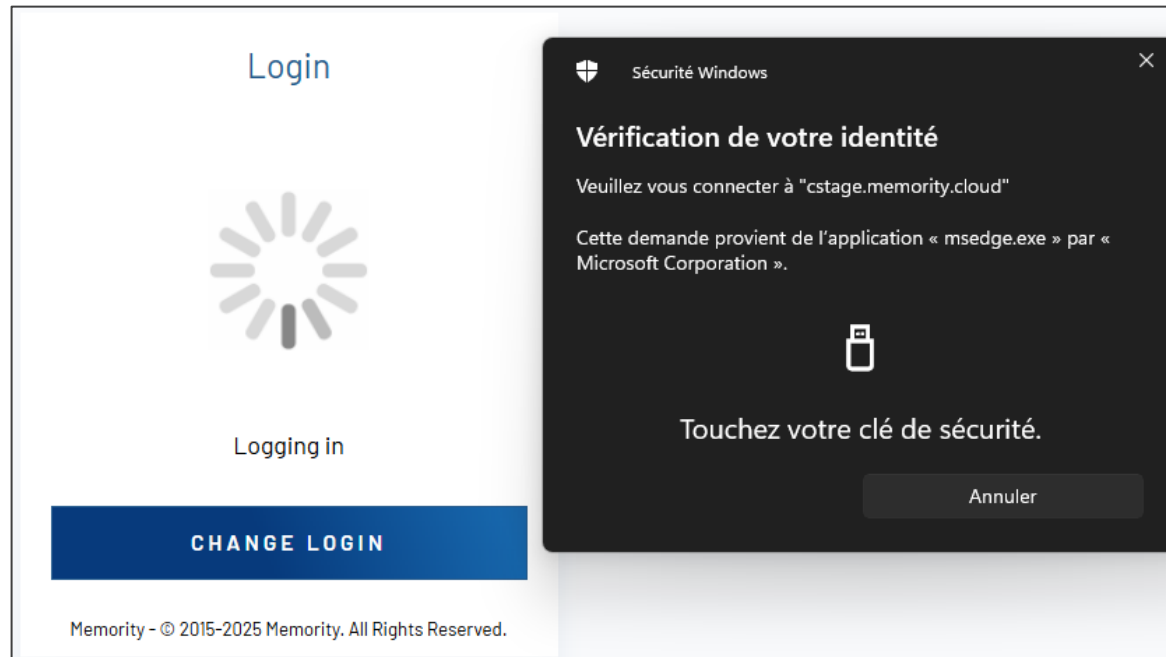 Login
Logging in
CHANGE LOGIN
Memority - © 2015-2025 Memority. All Rights Reserved.
Sécurité Windows
Vérification de votre identité
Veuillez vous connecter à "cstage.memority.cloud"
Cette demande provient de l’application « msedge.exe » par «
Microsoft Corporation ».
Touchez votre clé de sécurité.
Annuler